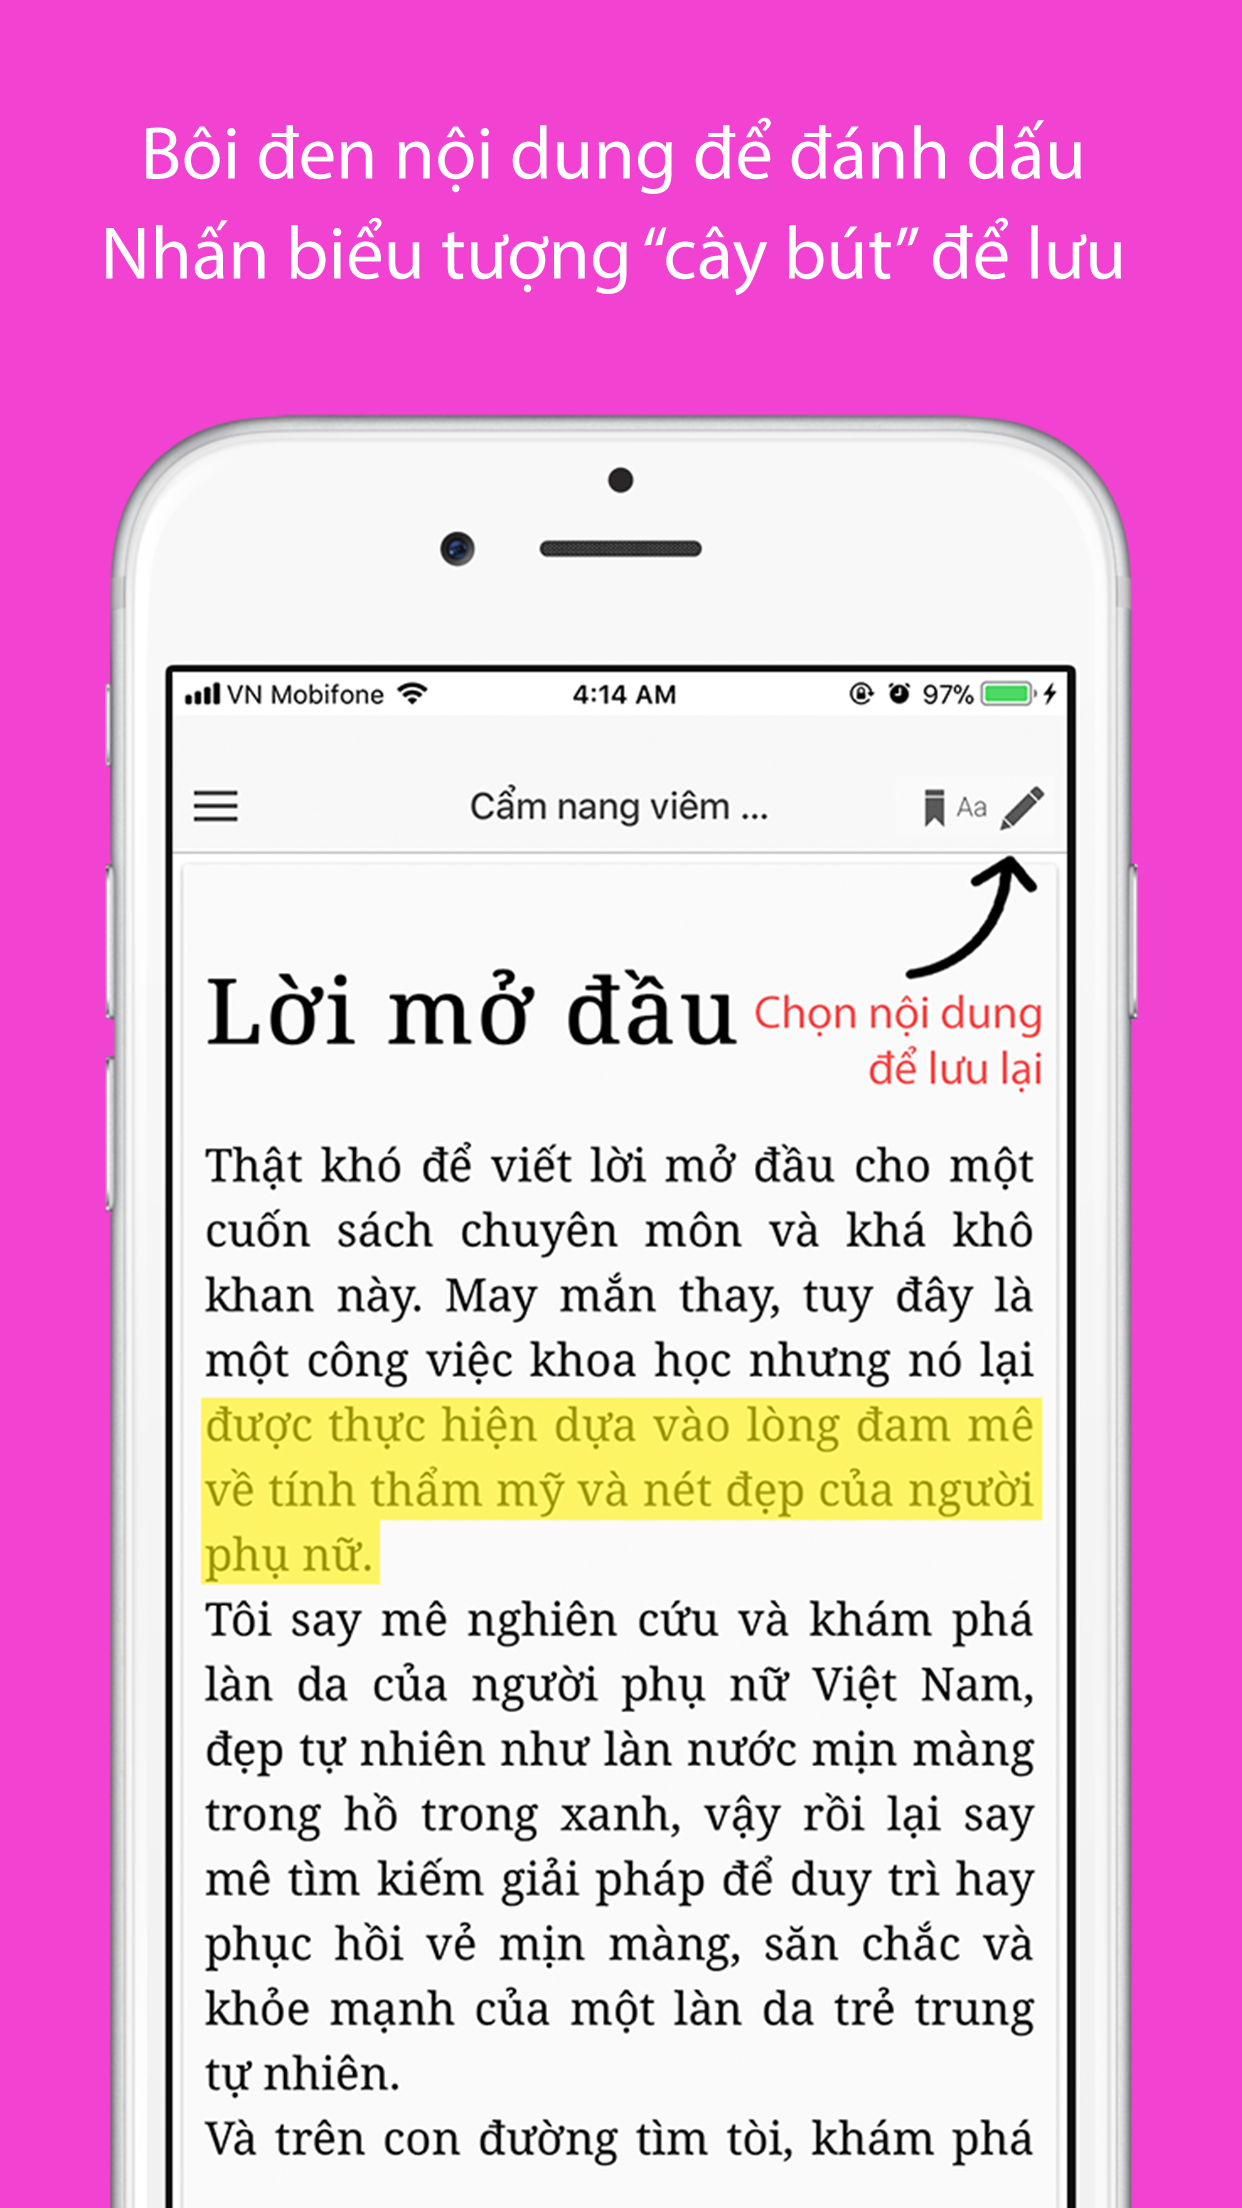 Bôi đen nội dung để đánh dấu
Nhấn biểu tượng “cây bút” để lưu
VN Mobifone 4:14 AM 97%
Cẩm nang viêm ... Aa
Lời mở đầu
Chọn nội dung
để lưu lại
Thật khó để viết lời mở đầu cho một
cuốn sách chuyên môn và khá khô
khan này. May mắn thay, tuy đây là
một công việc khoa học nhưng nó lại
được thực hiện dựa vào lòng đam mê
về tính thẩm mỹ và nét đẹp của người
phụ nữ.
Tôi say mê nghiên cứu và khám phá
làn da của người phụ nữ Việt Nam,
đẹp tự nhiên như làn nước mịn màng
trong hồ trong xanh, vậy rồi lại say
mê tìm kiếm giải pháp để duy trì hay
phục hồi vẻ mịn màng, săn chắc và
khỏe mạnh của một làn da trẻ trung
tự nhiên.
Và trên con đường tìm tòi, khám phá